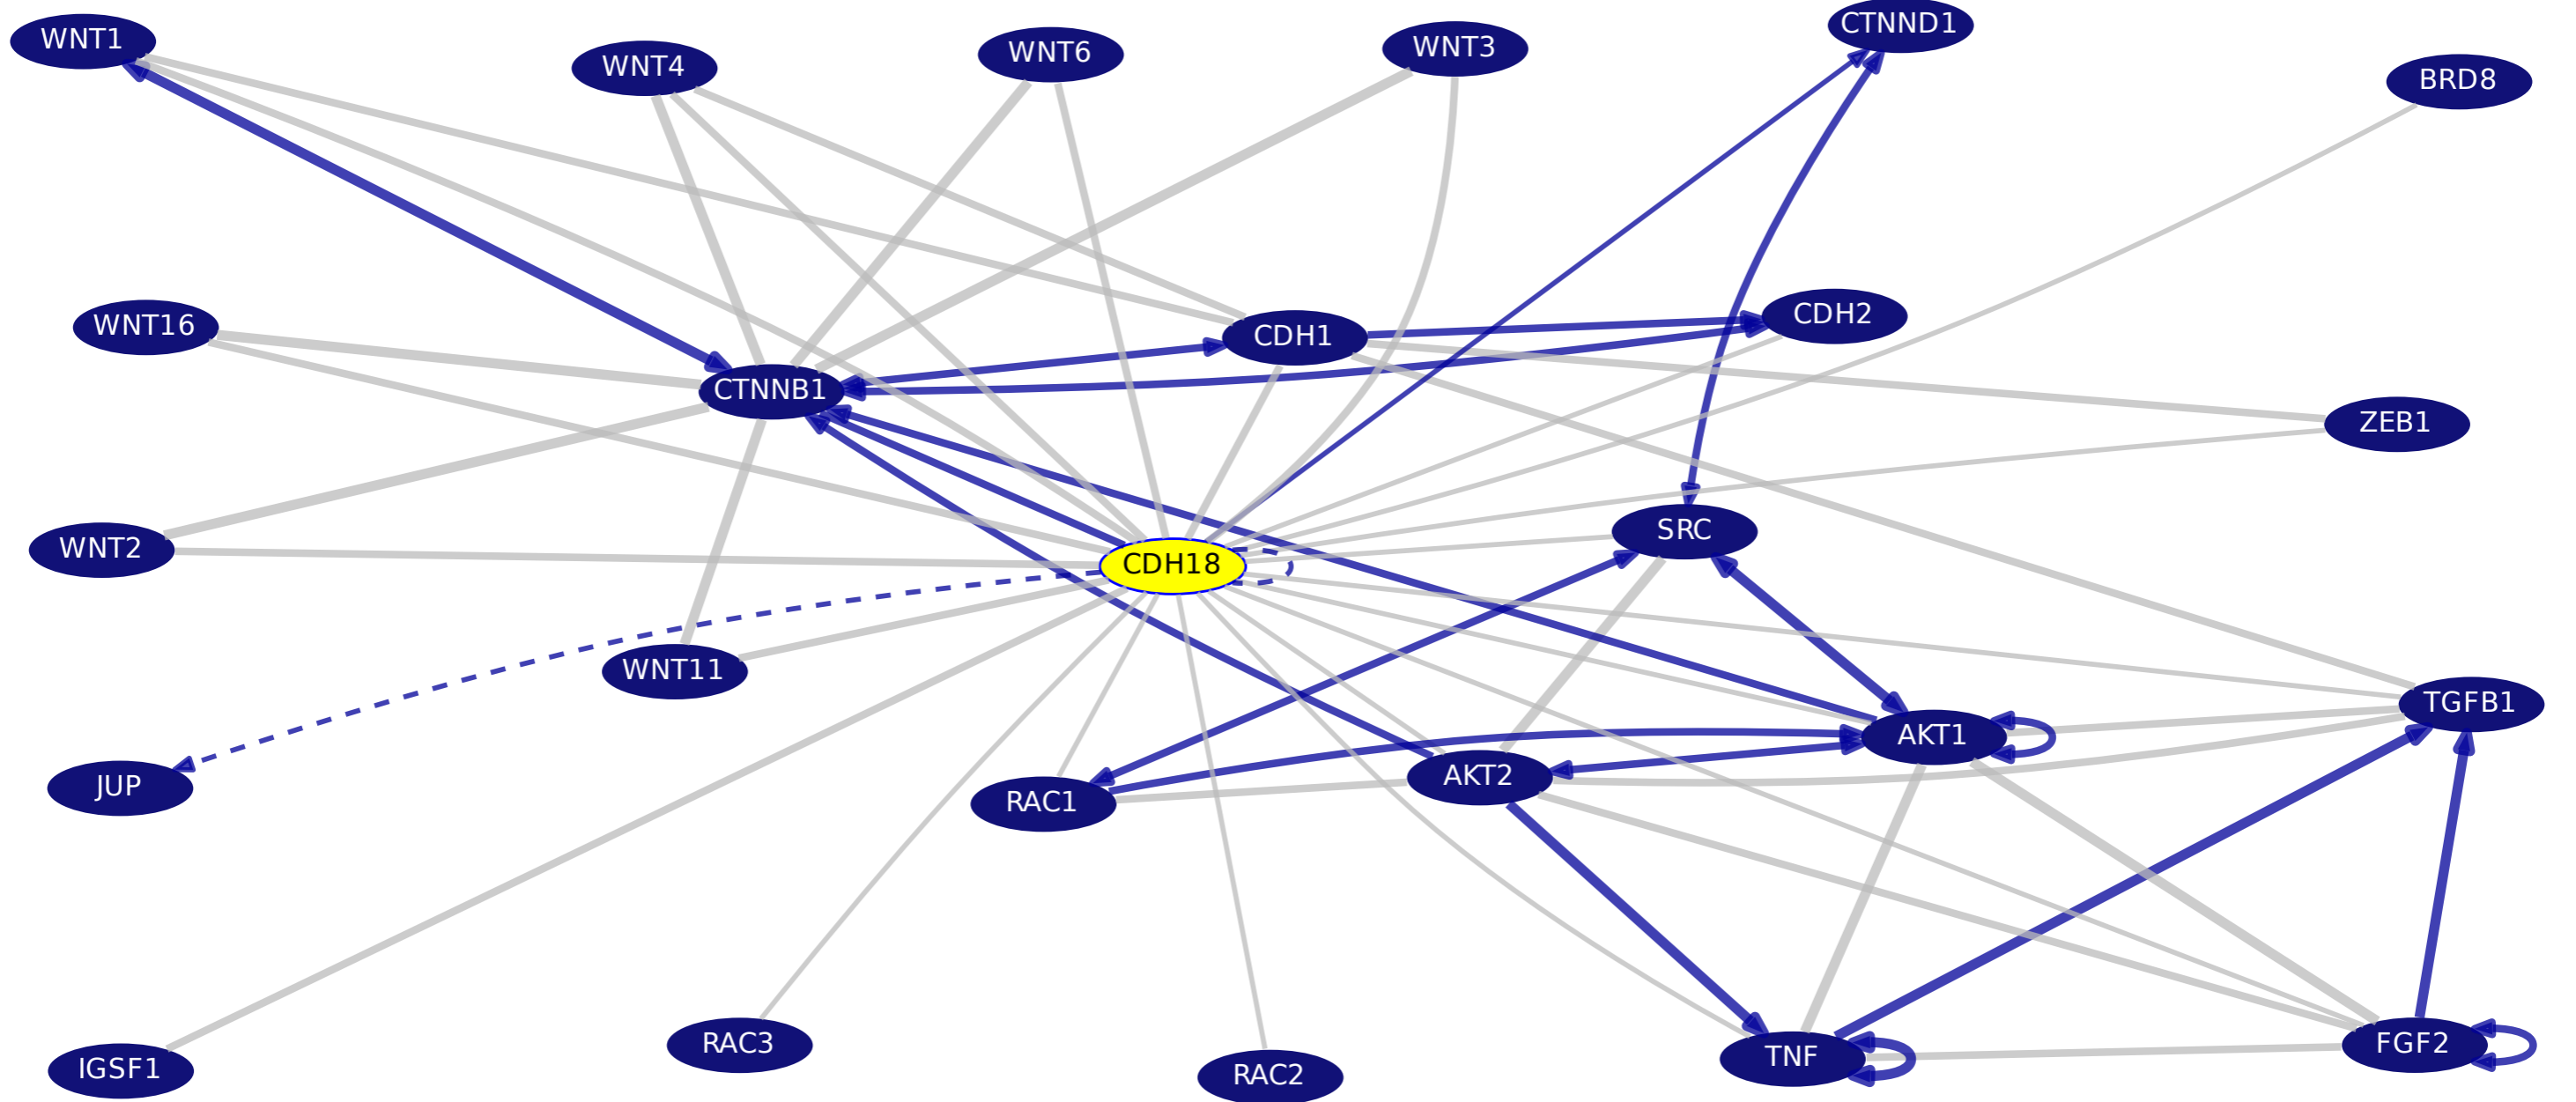 WNT1
WNT4
WNT6
WNT3
CTNND1
BRD8
WNT16
CTNNB1
CDH1
CDH2
ZEB1
WNT2
CDH18
SRC
WNT11
JUP
RAC1
AKT2
AKT1
TGFB1
IGSF1
RAC3
RAC2
TNF
FGF2